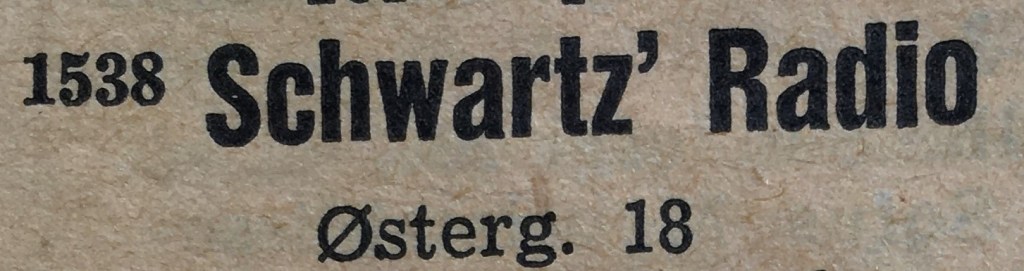 1538 Schwartz' Radio
Østerg. 18